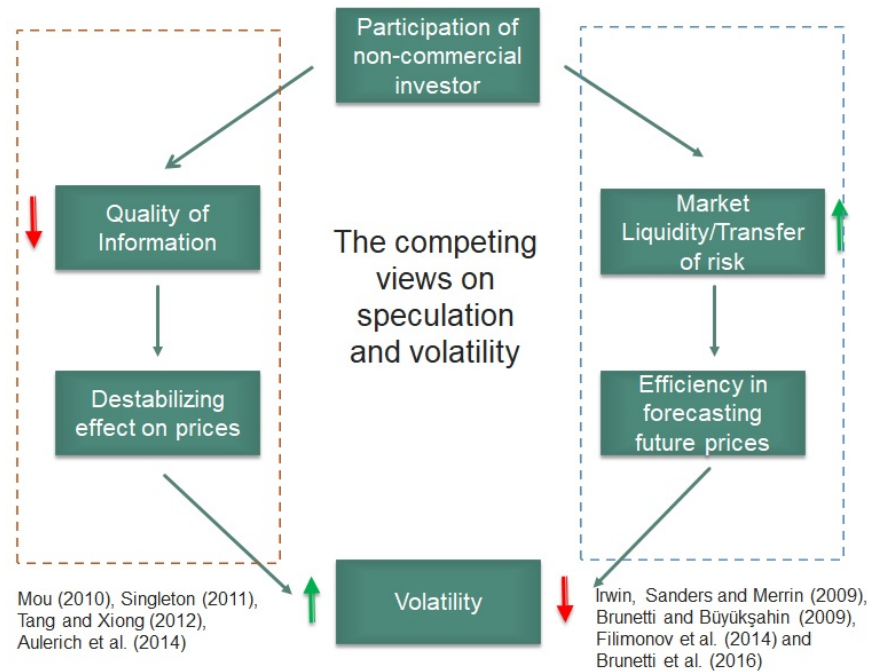 Participation of
non-commercial
investor
Quality of
Information
Market
Liquidity/Transfer
of risk
The competing
views on
speculation
and volatility
Destabilizing
effect on prices
Efficiency in
forecasting
future prices
Volatility
Mou (2010), Singleton (2011),
Tang and Xiong (2012),
Aulerich et al. (2014)
Irwin, Sanders and Merrin (2009),
Brunetti and Büyükşahin (2009),
Filimonov et al. (2014) and
Brunetti et al. (2016)